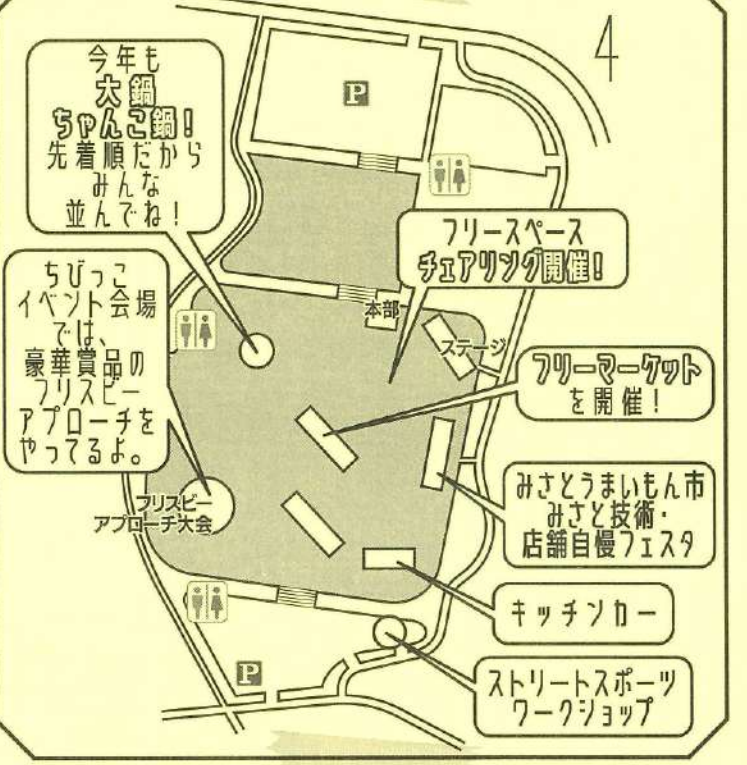 今年も
大鍋
ちゃんこ鍋！
先着順だから
みんな
並んでね！
P
4
フリースペース
チェアリング開催！
ちびっこ
イベント会場
では、
豪華賞品の
フリスビー
アプローチを
やってるよ。
本部
ステージ
フリーマーケット
を開催！
みさとうまいもん市
みさと技術・
店舗自慢フェスタ
フリスビー
アプローチ大会
キッチンカー
P
ストリートスポーツ
ワークショップ